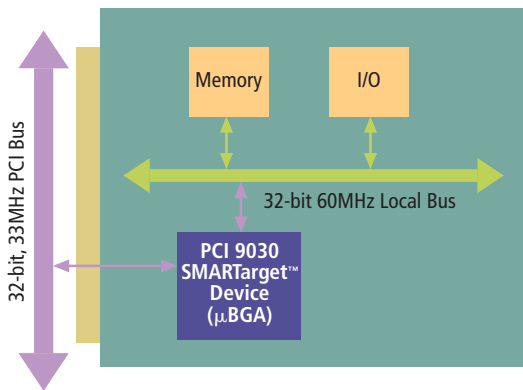 32-bit, 33MHz PCI Bus
Memory
I/O
32-bit 60MHz Local Bus
PCI 9030
SMARTarget™
Device
(µBGA)